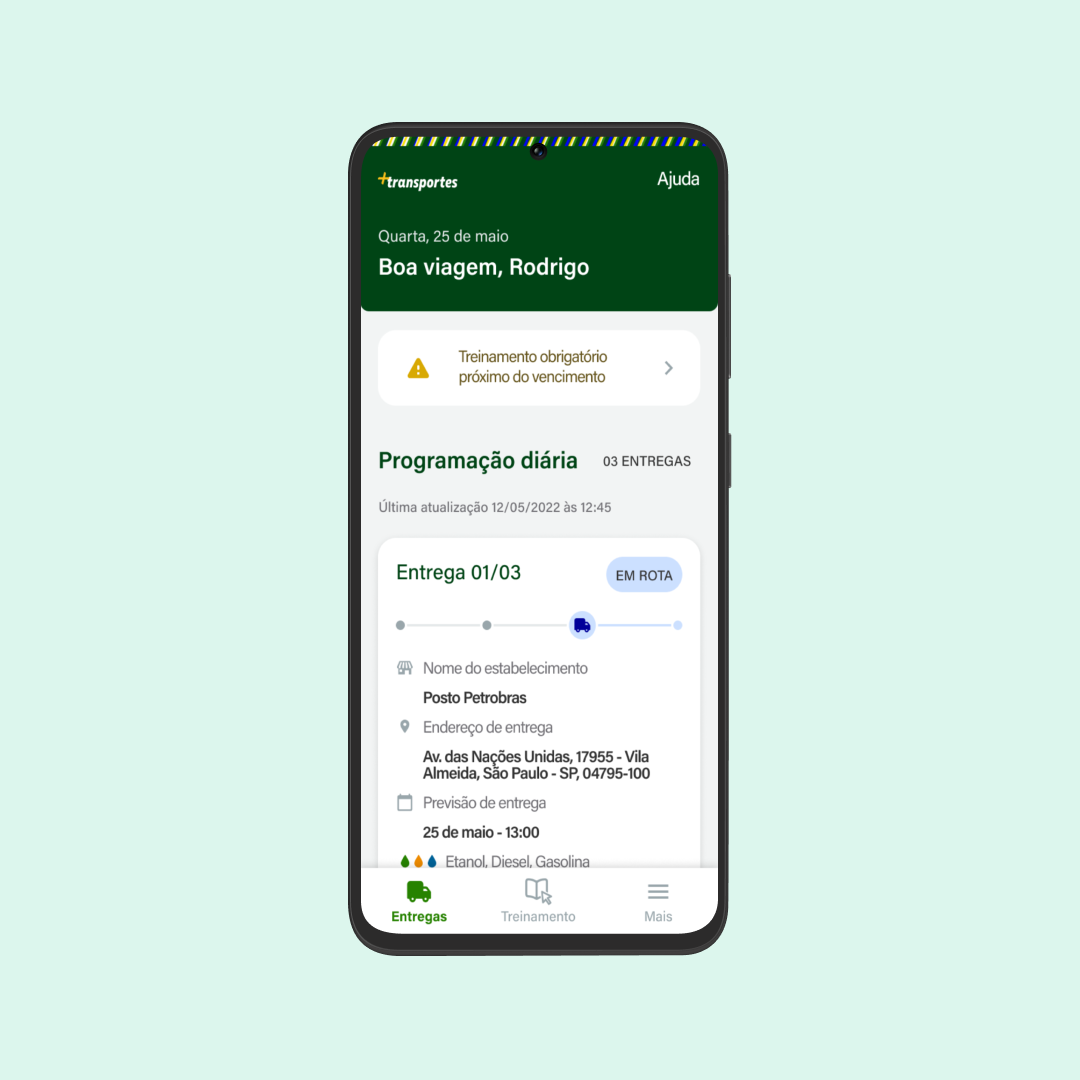 +transportes
Ajuda
Quarta, 25 de maio
Boa viagem, Rodrigo
Treinamento obrigatório
próximo do vencimento
Programação diária
03 ENTREGAS
Última atualização 12/05/2022 às 12:45
Entrega 01/03
EM ROTA
Nome do estabelecimento
Posto Petrobras
Endereço de entrega
Av. das Nações Unidas, 17955 - Vila
Almeida, São Paulo - SP, 04795-100
Previsão de entrega
25 de maio - 13:00
Etanol, Diesel, Gasolina
Entregas
Treinamento
Mais